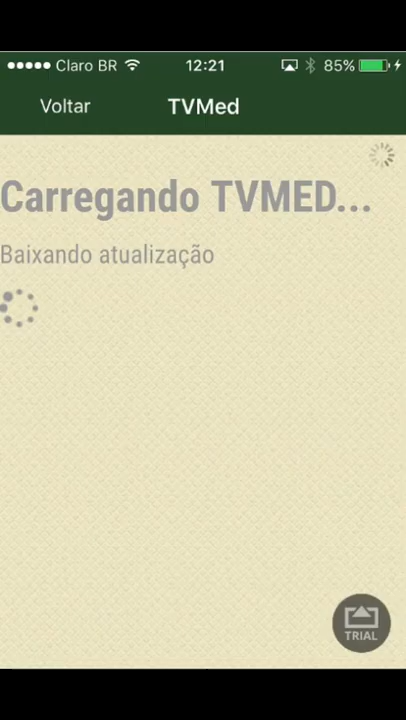 Claro BR 12:21 85%
Voltar TVMed
Carregando TVMED...
Baixando atualização
TRIAL